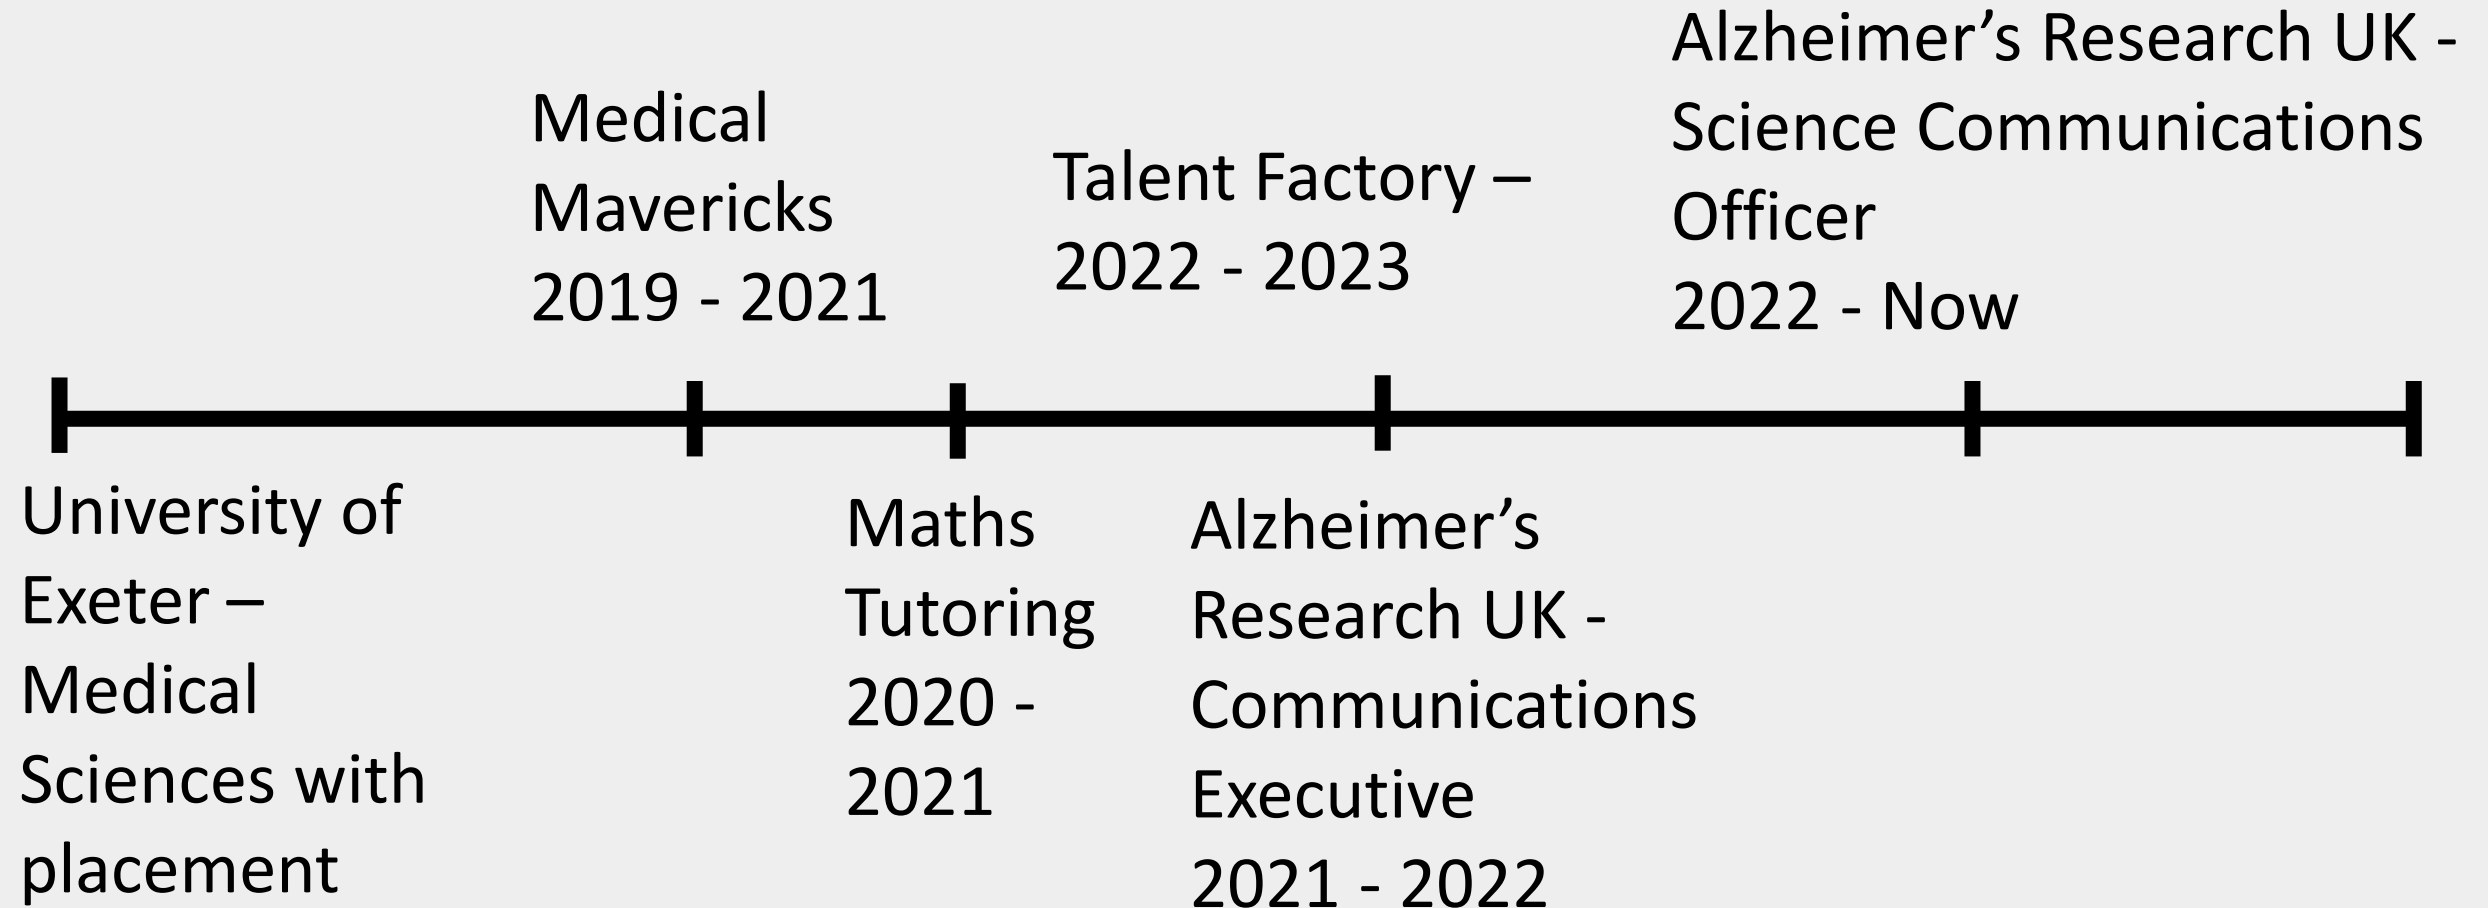 Medical
Mavericks
2019 - 2021
Talent Factory –
2022 - 2023
Alzheimer’s Research UK -
Science Communications
Officer
2022 - Now
University of
Exeter –
Medical
Sciences with
placement
Maths
Tutoring
2020 -
2021
Alzheimer’s
Research UK -
Communications
Executive
2021 - 2022